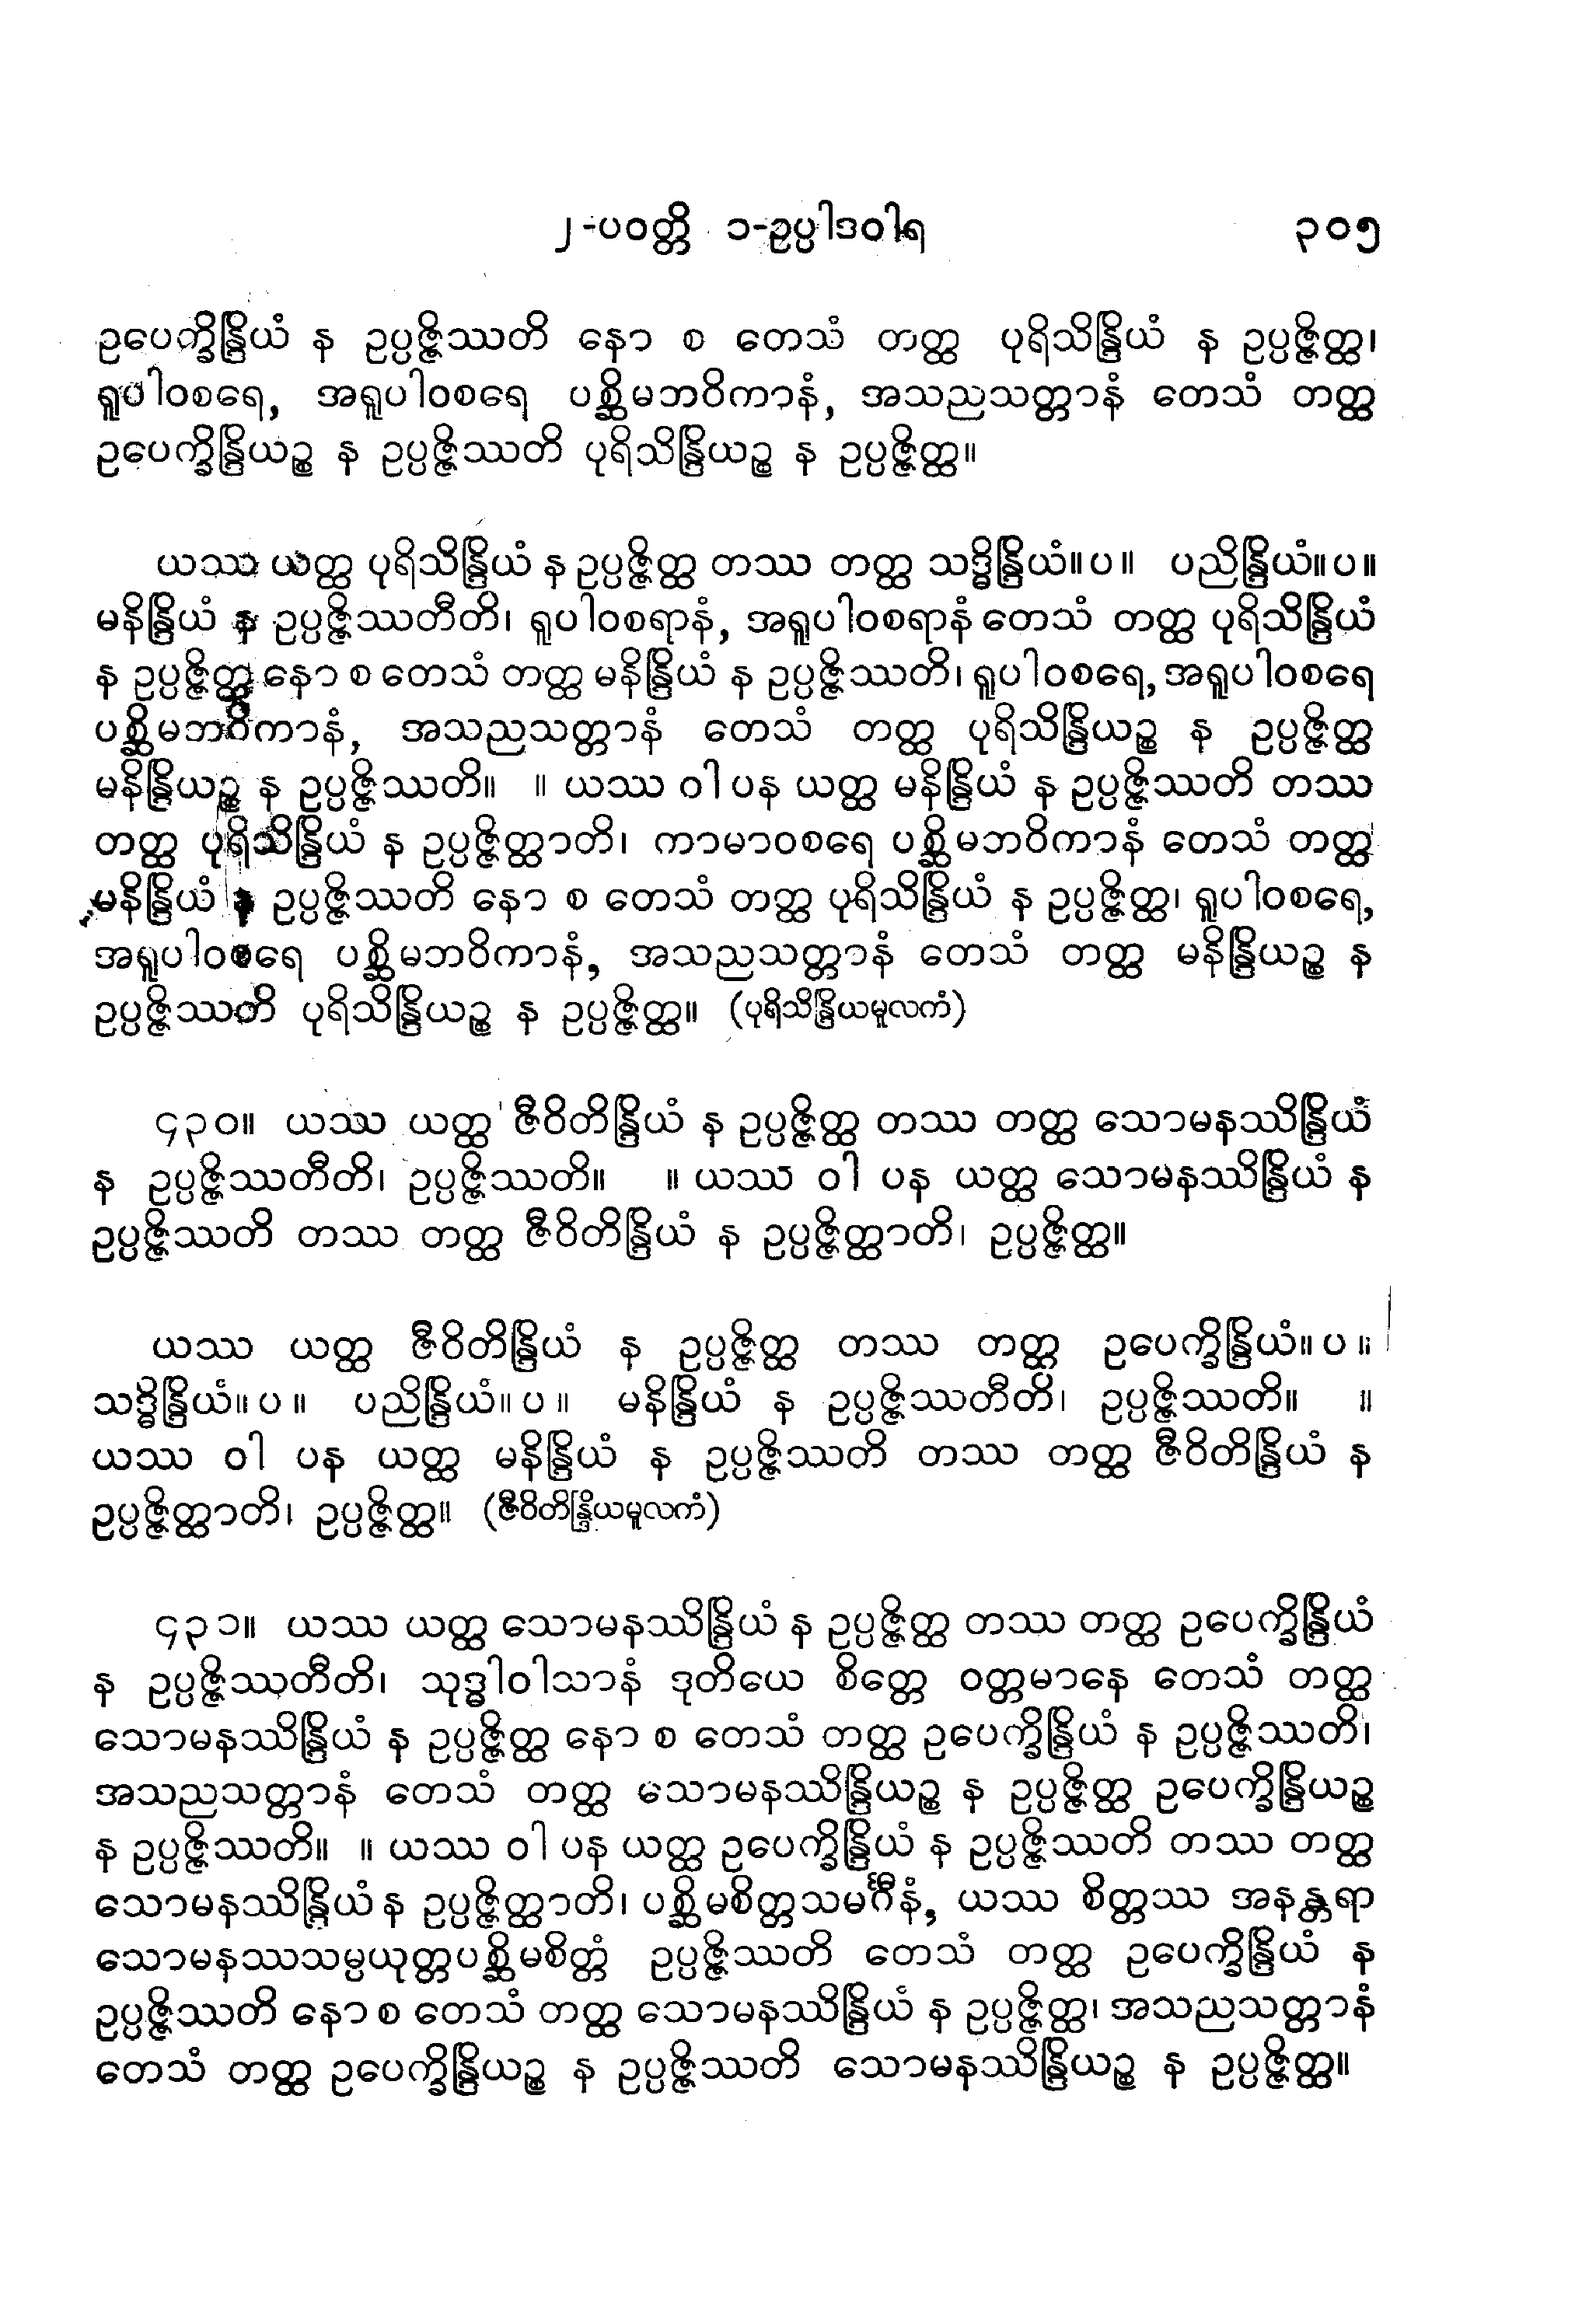 ၂-ပဝတ္တိ ၁-ဥပ္ပါဒဝါရ ၃၀၅
ဥပေက္ခိန္ဒြိယံ န ဥပ္ပဇ္ဇိဿတိ နော စ တေသံ တတ္ထ ပုရိသိန္ဒြိယံ န ဥပ္ပဇ္ဇိတ္ထ၊
ရူပါဝစရေ, အရူပါဝစရေ ပစ္ဆိမဘဝိကာနံ, အသညသတ္တာနံ တေသံ တတ္ထ
ဥပေက္ခိန္ဒြိယဉ္စ န ဥပ္ပဇ္ဇိဿတိ ပုရိသိန္ဒြိယဉ္စ န ဥပ္ပဇ္ဇိတ္ထ။
ယဿ ယတ္ထ ပုရိသိန္ဒြိယံ န ဥပ္ပဇ္ဇိတ္ထ တဿ တတ္ထ သဒ္ဓိန္ဒြိယံ။ပ။ ပညိန္ဒြိယံ။ပ။
မနိန္ဒြိယံ န ဥပ္ပဇ္ဇိဿတီတိ၊ ရူပါဝစရာနံ, အရူပါဝစရာနံ တေသံ တတ္ထ ပုရိသိန္ဒြိယံ
န ဥပ္ပဇ္ဇိတ္ထ နော စ တေသံ တတ္ထ မနိန္ဒြိယံ န ဥပ္ပဇ္ဇိဿတိ၊ ရူပါဝစရေ, အရူပါဝစရေ
ပစ္ဆိမဘဝိကာနံ, အသညသတ္တာနံ တေသံ တတ္ထ ပုရိသိန္ဒြိယဉ္စ န ဥပ္ပဇ္ဇိတ္ထ
မနိန္ဒြိယဉ္စ န ဥပ္ပဇ္ဇိဿတိ။ ။ ယဿ ဝါ ပန ယတ္ထ မနိန္ဒြိယံ န ဥပ္ပဇ္ဇိဿတိ တဿ
တတ္ထ ပုရိသိန္ဒြိယံ န ဥပ္ပဇ္ဇိတ္ထာတိ၊ ကာမာဝစရေ ပစ္ဆိမဘဝိကာနံ တေသံ တတ္ထ
မနိန္ဒြိယံ န ဥပ္ပဇ္ဇိဿတိ နော စ တေသံ တတ္ထ ပုရိသိန္ဒြိယံ န ဥပ္ပဇ္ဇိတ္ထ၊ ရူပါဝစရေ,
အရူပါဝစရေ ပစ္ဆိမဘဝိကာနံ, အသညသတ္တာနံ တေသံ တတ္ထ မနိန္ဒြိယဉ္စ န
ဥပ္ပဇ္ဇိဿတိ ပုရိသိန္ဒြိယဉ္စ န ဥပ္ပဇ္ဇိတ္ထ။ (ပုရိသိန္ဒြိယမူလကံ)
၄၃၀။ ယဿ ယတ္ထ ဇီဝိတိန္ဒြိယံ န ဥပ္ပဇ္ဇိတ္ထ တဿ တတ္ထ သောမနဿိန္ဒြိယံ
န ဥပ္ပဇ္ဇိဿတီတိ၊ ဥပ္ပဇ္ဇိဿတိ။ ။ ယဿ ဝါ ပန ယတ္ထ သောမနဿိန္ဒြိယံ န
ဥပ္ပဇ္ဇိဿတိ တဿ တတ္ထ ဇီဝိတိန္ဒြိယံ န ဥပ္ပဇ္ဇိတ္ထာတိ၊ ဥပ္ပဇ္ဇိတ္ထ။
ယဿ ယတ္ထ ဇီဝိတိန္ဒြိယံ န ဥပ္ပဇ္ဇိတ္ထ တဿ တတ္ထ ဥပေက္ခိန္ဒြိယံ။ပ။
သဒ္ဓိန္ဒြိယံ။ပ။ ပညိန္ဒြိယံ။ပ။ မနိန္ဒြိယံ န ဥပ္ပဇ္ဇိဿတီတိ၊ ဥပ္ပဇ္ဇိဿတိ။ ။
ယဿ ဝါ ပန ယတ္ထ မနိန္ဒြိယံ န ဥပ္ပဇ္ဇိဿတိ တဿ တတ္ထ ဇီဝိတိန္ဒြိယံ န
ဥပ္ပဇ္ဇိတ္ထာတိ၊ ဥပ္ပဇ္ဇိတ္ထ။ (ဇီဝိတိန္ဒြိယမူလကံ)
၄၃၁။ ယဿ ယတ္ထ သောမနဿိန္ဒြိယံ န ဥပ္ပဇ္ဇိတ္ထ တဿ တတ္ထ ဥပေက္ခိန္ဒြိယံ
န ဥပ္ပဇ္ဇိဿတီတိ၊ သုဒ္ဓါဝါသာနံ ဒုတိယေ စိတ္တေ ဝတ္တမာနေ တေသံ တတ္ထ
သောမနဿိန္ဒြိယံ န ဥပ္ပဇ္ဇိတ္ထ နော စ တေသံ တတ္ထ ဥပေက္ခိန္ဒြိယံ န ဥပ္ပဇ္ဇိဿတိ၊
အသညသတ္တာနံ တေသံ တတ္ထ သောမနဿိန္ဒြိယဉ္စ န ဥပ္ပဇ္ဇိတ္ထ ဥပေက္ခိန္ဒြိယဉ္စ
န ဥပ္ပဇ္ဇိဿတိ။ ။ ယဿ ဝါ ပန ယတ္ထ ဥပေက္ခိန္ဒြိယံ န ဥပ္ပဇ္ဇိဿတိ တဿ တတ္ထ
သောမနဿိန္ဒြိယံ န ဥပ္ပဇ္ဇိတ္ထာတိ၊ ပစ္ဆိမစိတ္တသမင်္ဂီနံ, ယဿ စိတ္တဿ အနန္တရာ
သောမနဿသမ္ပယုတ္တပစ္ဆိမစိတ္တံ ဥပ္ပဇ္ဇိဿတိ တေသံ တတ္ထ ဥပေက္ခိန္ဒြိယံ န
ဥပ္ပဇ္ဇိဿတိ နော စ တေသံ တတ္ထ သောမနဿိန္ဒြိယံ န ဥပ္ပဇ္ဇိတ္ထ၊ အသညသတ္တာနံ
တေသံ တတ္ထ ဥပေက္ခိန္ဒြိယဉ္စ န ဥပ္ပဇ္ဇိဿတိ သောမနဿိန္ဒြိယဉ္စ န ဥပ္ပဇ္ဇိတ္ထ။